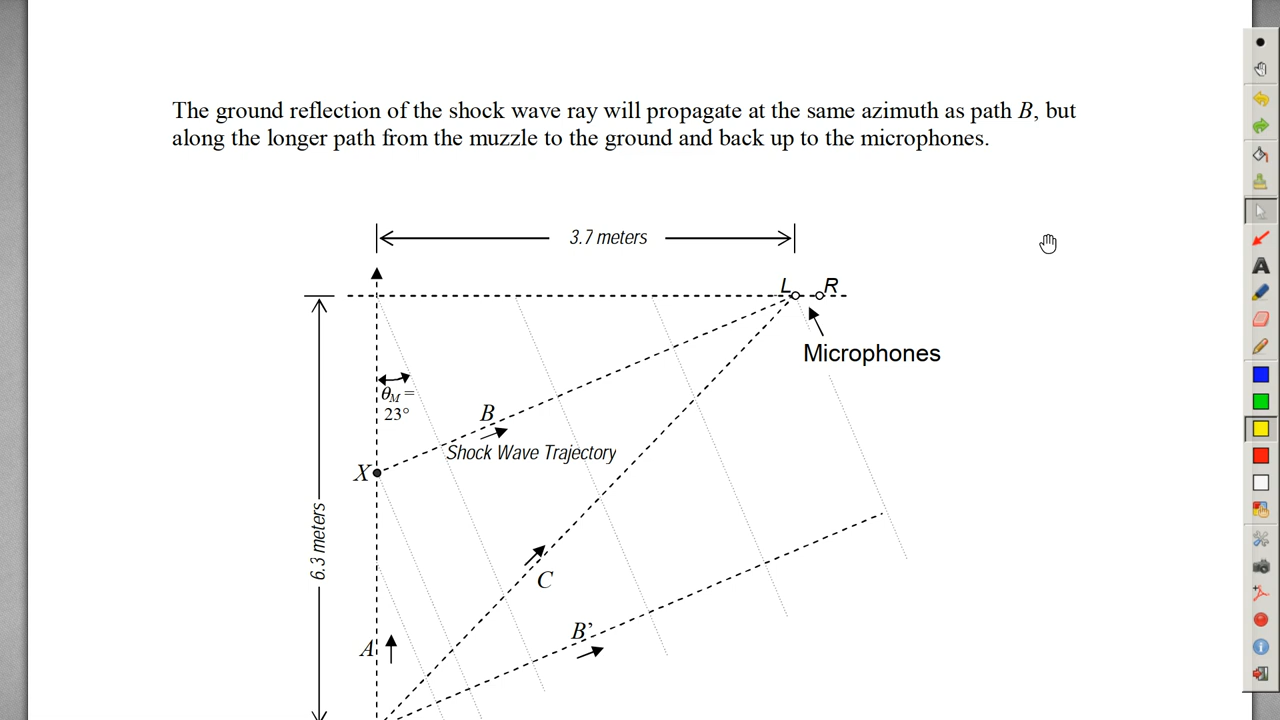 The ground reflection of the shock wave ray will propagate at the same azimuth as path B, but
along the longer path from the muzzle to the ground and back up to the microphones.
3.7 meters
L R
Microphones
θM =
23°
B
Shock Wave Trajectory
X
6.3 meters
C
B’
A